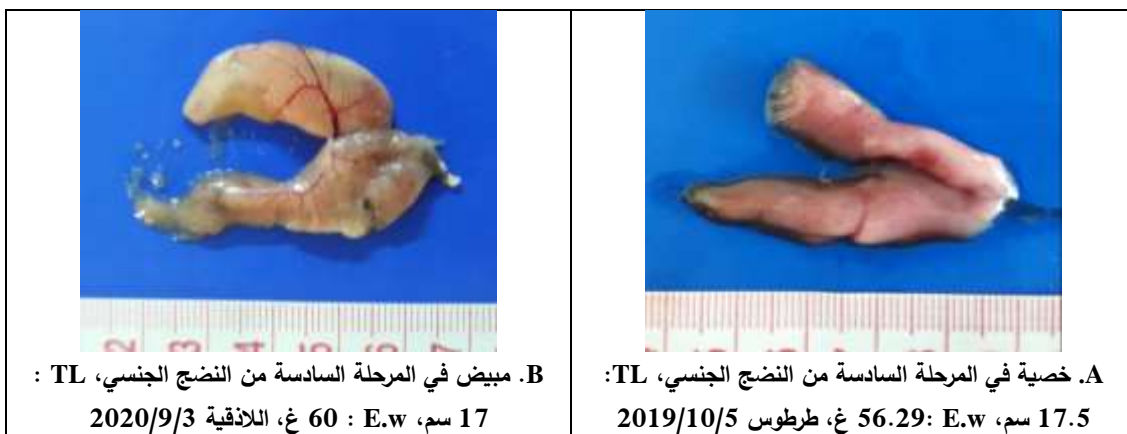 A. خصية في المرحلة السادسة من النضج الجنسي، TL:
17.5 سم، E.w :56.29 غ، طرطوس 2019/10/5
B. مبيض في المرحلة السادسة من النضج الجنسي، TL :
17 سم، E.w : 60 غ، اللاذقية 2020/9/3